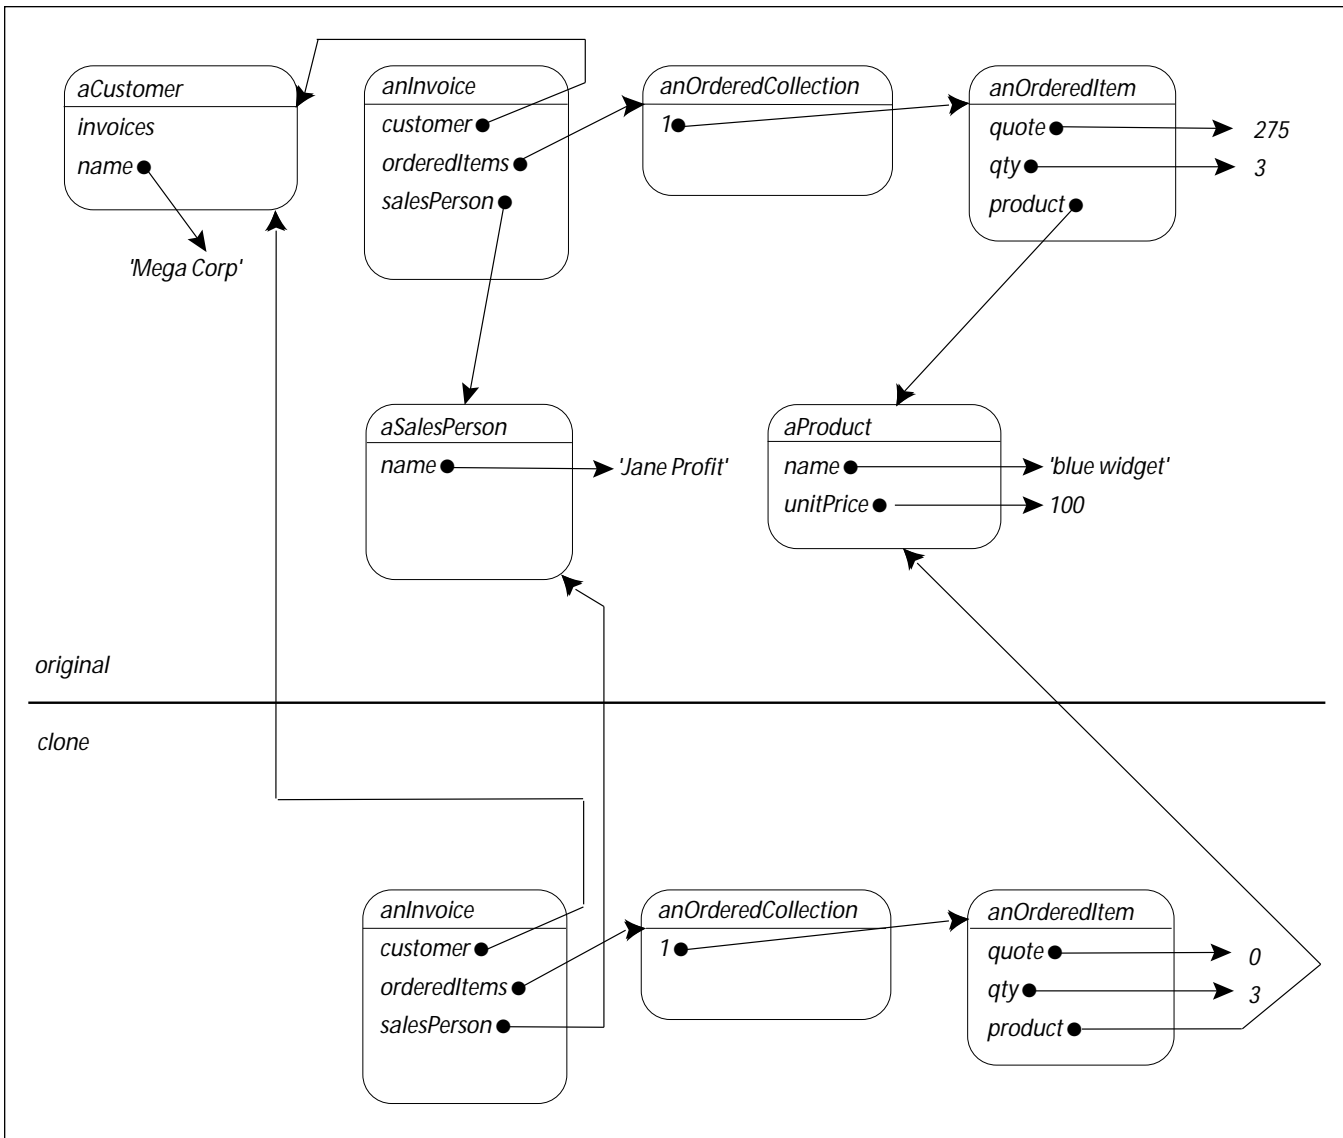 aCustomer
invoices
name
'Mega Corp'
anInvoice
customer
orderedItems
salesPerson
anOrderedCollection
1
anOrderedItem
quote
275
qty
3
product
aSalesPerson
name
'Jane Profit'
aProduct
name
'blue widget'
unitPrice
100
original
clone
anInvoice
customer
orderedItems
salesPerson
anOrderedCollection
1
anOrderedItem
quote
0
qty
3
product